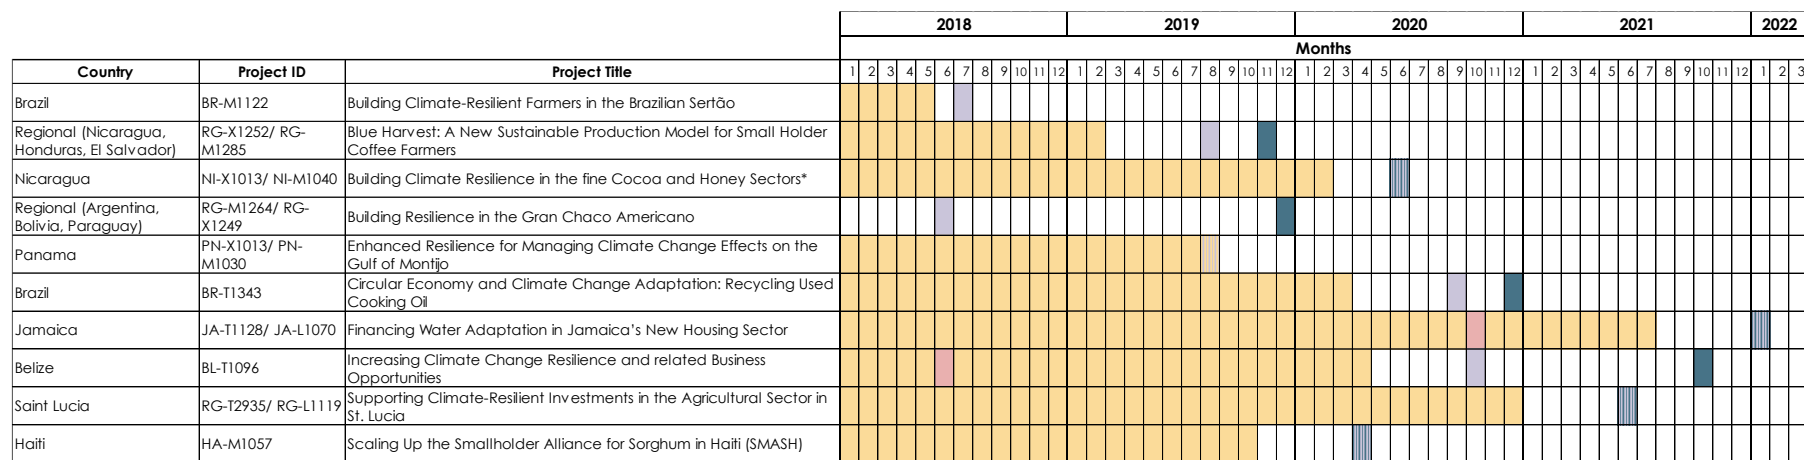 2018 2019 2020 2021 2022
Months
Country Project ID Project Title 1 2 3 4 5 6 7 8 9 10 11 12 1 2 3 4 5 6 7 8 9 10 11 12 1 2 3 4 5 6 7 8 9 10 11 12 1 2 3 4 5 6 7 8 9 10 11 12 1 2 3
Brazil BR-M1122 Building Climate-Resilient Farmers in the Brazilian Sertão
Regional (Nicaragua, RG-X1252/ RG- Blue Harvest: A New Sustainable Production Model for Small Holder
Honduras, El Salvador) M1285 Coffee Farmers
Nicaragua NI-X1013/ NI-M1040 Building Climate Resilience in the fine Cocoa and Honey Sectors*
Regional (Argentina, RG-M1264/ RG- Building Resilience in the Gran Chaco Americano
Bolivia, Paraguay) X1249
Panama PN-X1013/ PN- Enhanced Resilience for Managing Climate Change Effects on the
M1030 Gulf of Montijo
Brazil BR-T1343 Circular Economy and Climate Change Adaptation: Recycling Used
Cooking Oil
Jamaica JA-T1128/ JA-L1070 Financing Water Adaptation in Jamaica's New Housing Sector
Belize BL-T1096 Increasing Climate Change Resilience and related Business
Opportunities
Saint Lucia RG-T2935/ RG-L1119 Supporting Climate-Resilient Investments in the Agricultural Sector in
St. Lucia
Haiti HA-M1057 Scaling Up the Smallholder Alliance for Sorghum in Haiti (SMASH)